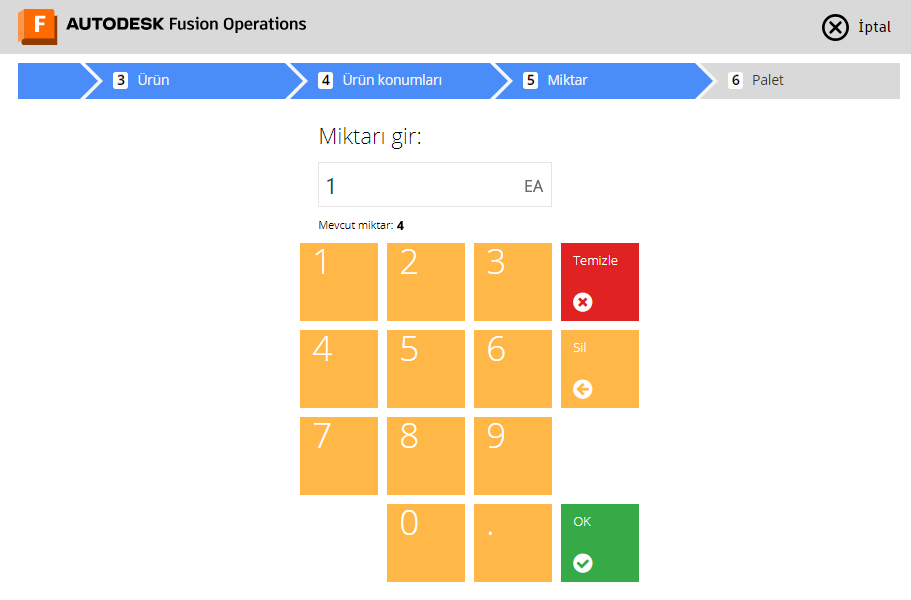 F AUTODESK Fusion Operations
İptal
3 Ürün
4 Ürün konumları
5 Miktar
6 Palet
Miktarı gir:
1 EA
Mevcut miktar: 4
1 2 3 Temizle
4 5 6 Sil
7 8 9
0 . OK